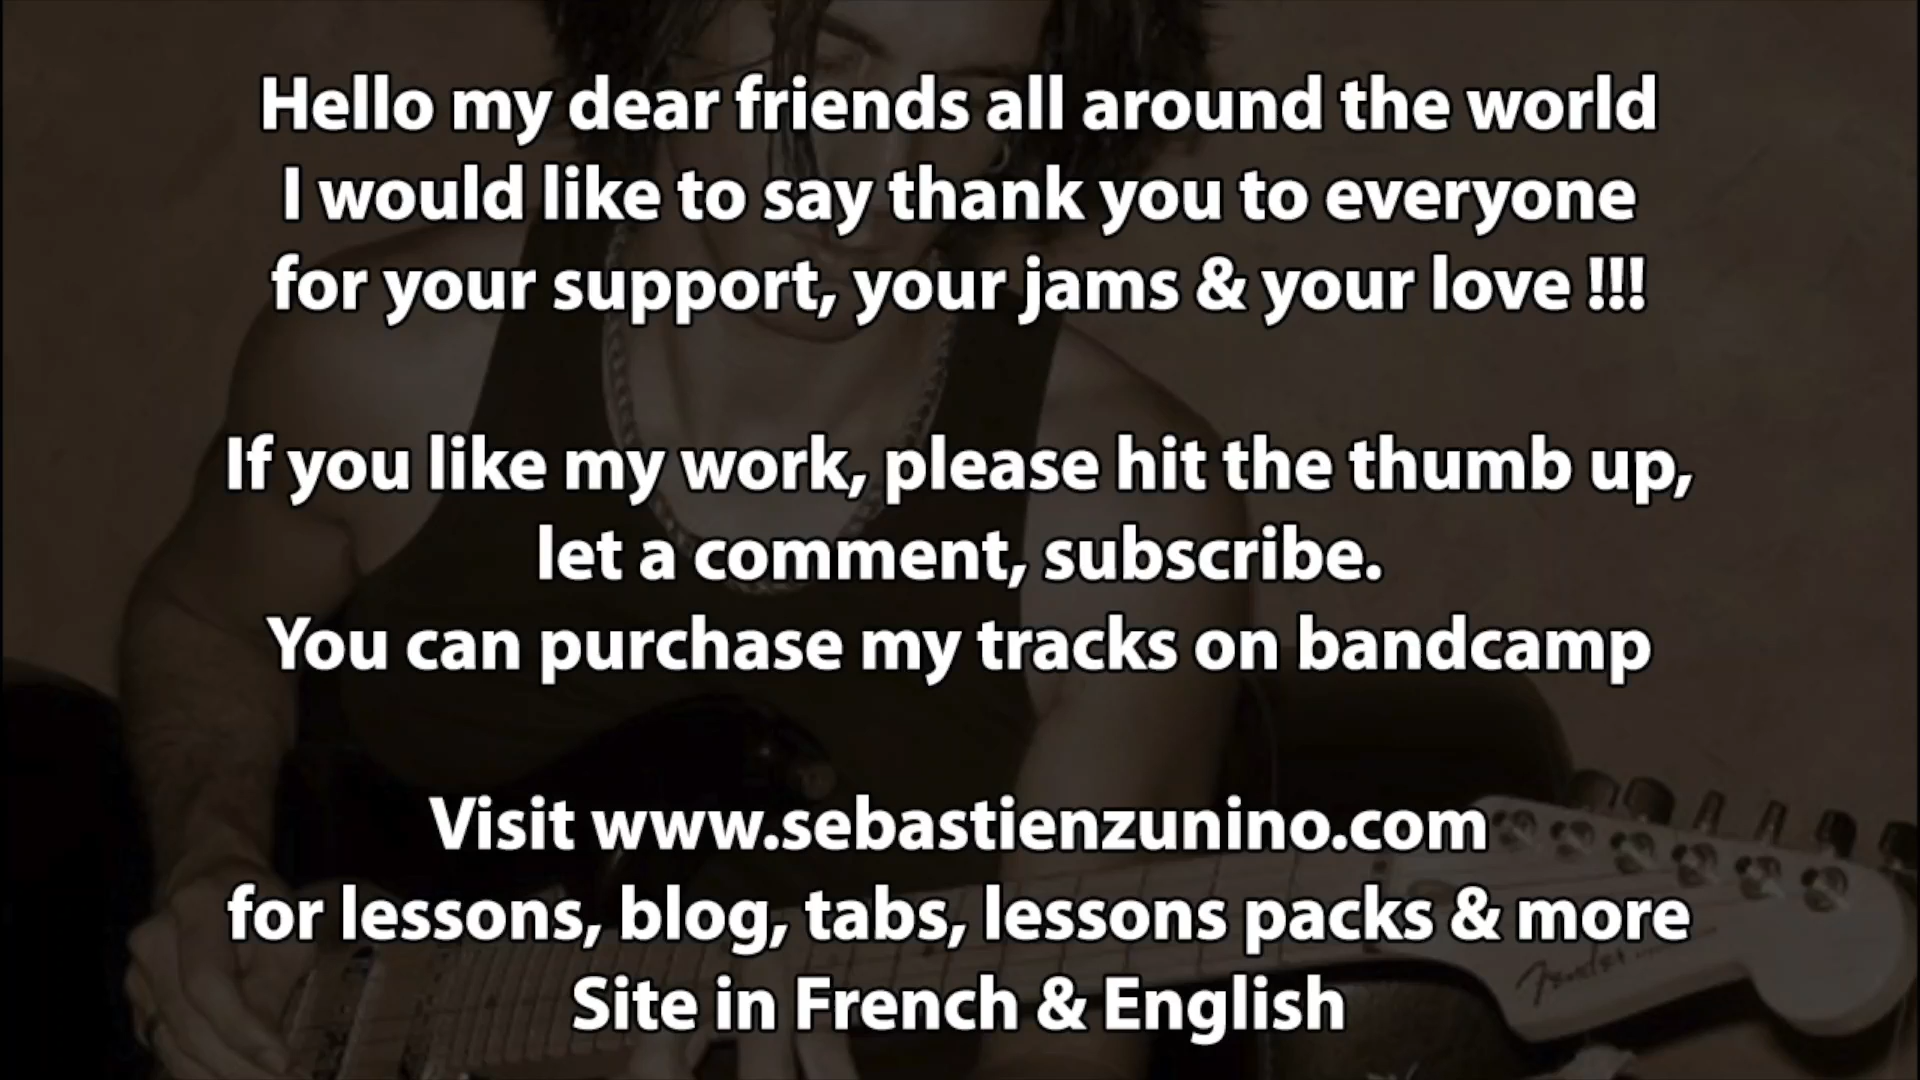 Hello my dear friends all around the world
I would like to say thank you to everyone
for your support, your jams & your love !!!
If you like my work, please hit the thumb up,
let a comment, subscribe.
You can purchase my tracks on bandcamp
Visit www.sebastienzunino.com
for lessons, blog, tabs, lessons packs & more
Site in French & English
Fender